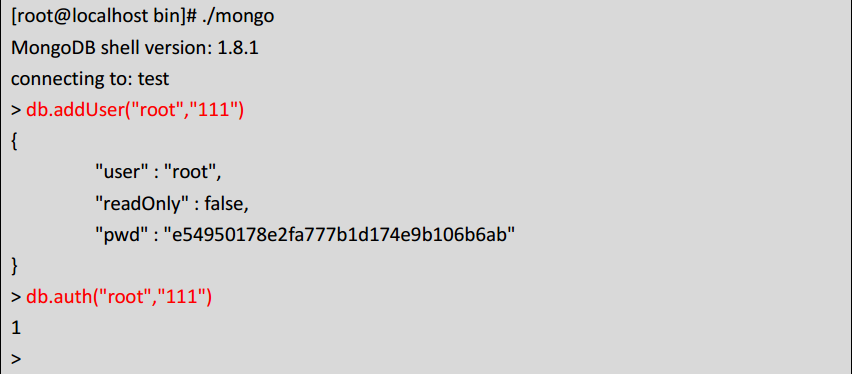 [root@localhost bin]# ./mongo
MongoDB shell version: 1.8.1
connecting to: test
> db.addUser("root","111")
{
"user" : "root",
"readOnly" : false,
"pwd" : "e54950178e2fa777b1d174e9b106b6ab"
}
> db.auth("root","111")
1
>